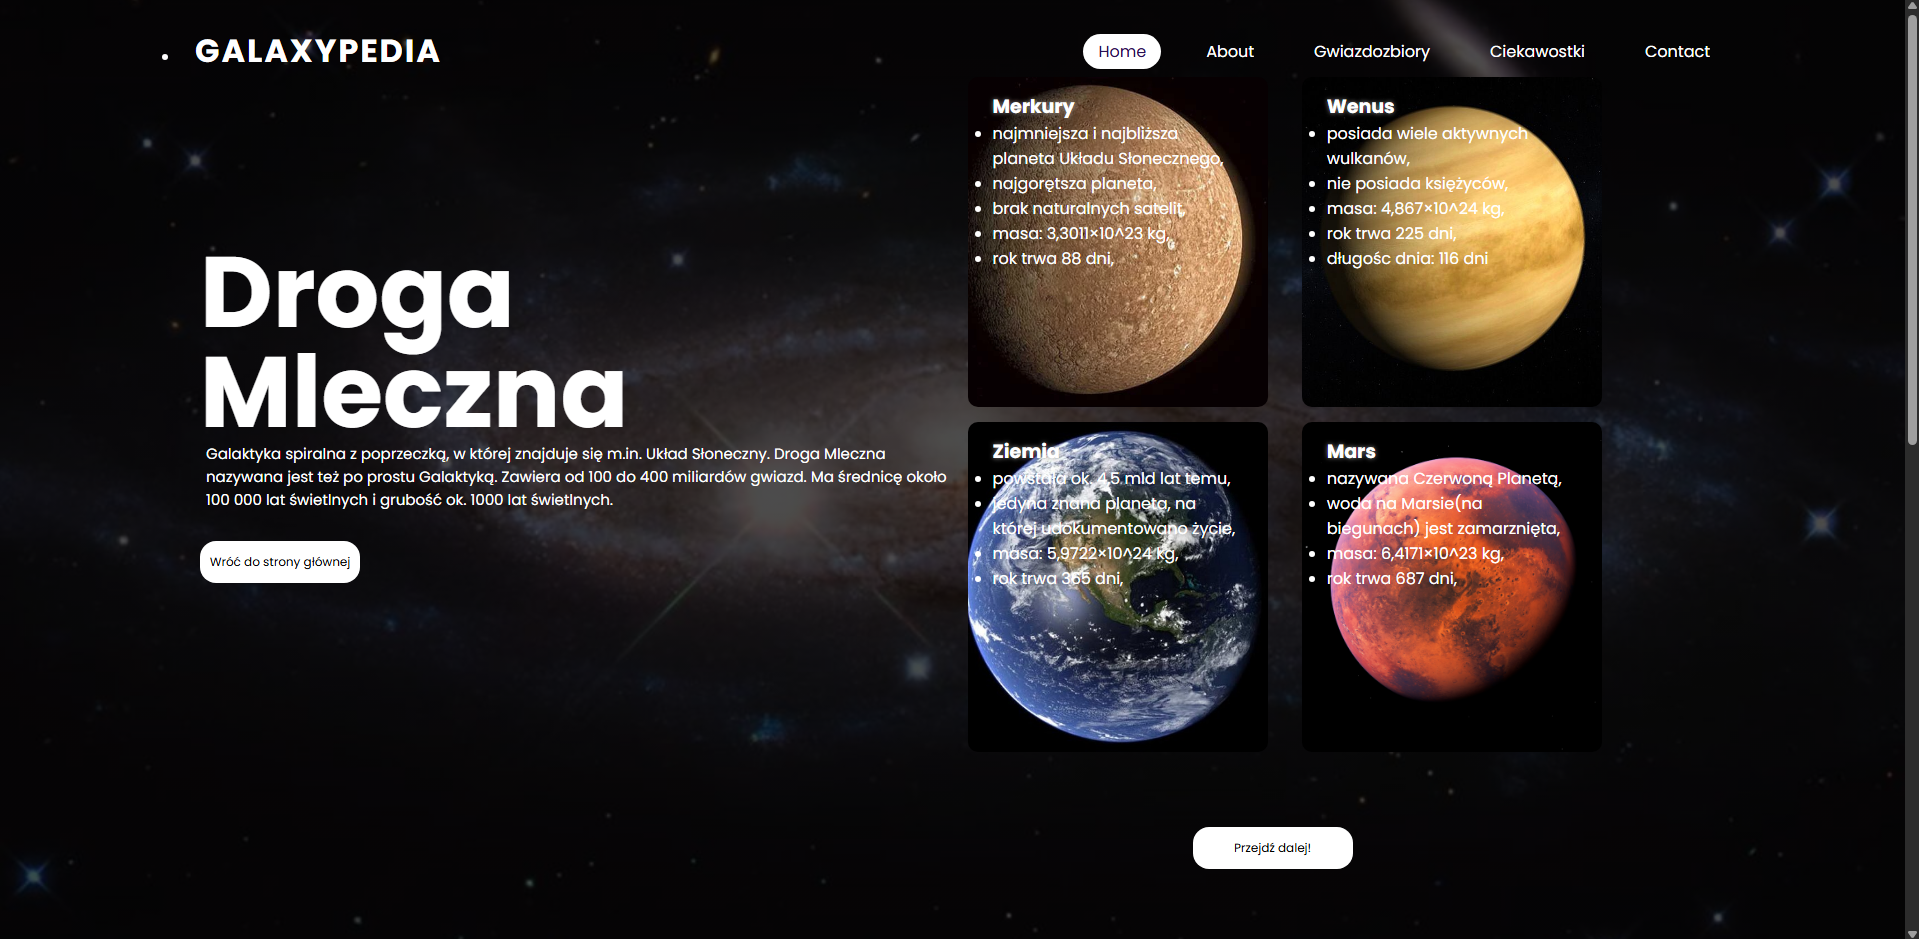 GALAXYPEDIA
Home
About
Gwiazdozbiory
Ciekawostki
Contact
Droga
Mleczna
Galaktyka spiralna z poprzeczką, w której znajduje się m.in. Układ Słoneczny. Droga Mleczna
nazywana jest też po prostu Galaktyką. Zawiera od 100 do 400 miliardów gwiazd. Ma średnicę około
100 000 lat świetlnych i grubość ok. 1000 lat świetlnych.
Wróć do strony głównej
Merkury
najmniejsza i najbliższa
planeta Układu Słonecznego,
najgorętsza planeta,
brak naturalnych satelit,
masa: 3,3011×10^23 kg,
rok trwa 88 dni,
Wenus
posiada wiele aktywnych
wulkanów,
nie posiada księżyców,
masa: 4,867×10^24 kg,
rok trwa 225 dni,
długośc dnia: 116 dni
Ziemia
powstała ok. 4,5 mld lat temu,
jedyna znana planeta, na
której udokumentowano życie,
masa: 5,9722×10^24 kg,
rok trwa 365 dni,
Mars
nazywana Czerwoną Planetą,
woda na Marsie(na
biegunach) jest zamarznięta,
masa: 6,4171×10^23 kg,
rok trwa 687 dni,
Przejdź dalej!